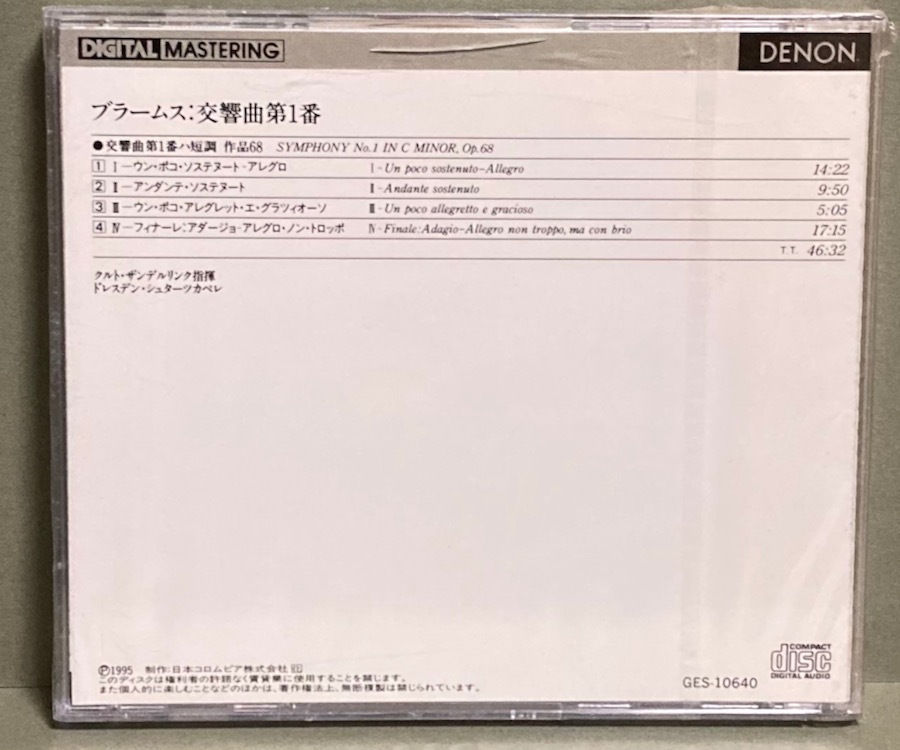 DIGITAL MASTERING
DENON
ブラームス:交響曲第1番
●交響曲第1番ハ短調 作品68 SYMPHONY No.1 IN C MINOR, Op.68
1 Ⅰ─ウン・ポコ・ソステヌート-アレグロ Ⅰ-Un poco sostenuto-Allegro 14:22
2 Ⅱ─アンダンテ・ソステヌート Ⅱ-Andante sostenuto 9:50
3 Ⅲ─ウン・ポコ・アレグレット・エ・グラツィオーソ Ⅲ-Un poco allegretto e gracioso 5:05
4 Ⅳ─フィナーレ:アダージョ-アレグロ・ノン・トロッポ Ⅳ-Finale:Adagio-Allegro non troppo, ma con brio 17:15
T.T. 46:32
クルト・ザンデルリンク指揮
ドレスデン・シュターツカペレ
Ⓟ1995 制作:日本コロムビア株式会社
このディスクは権利者の許諾なく賃貸業に使用することを禁じます。
また個人的に楽しむことなどのほかは、著作権法上、無断複製は禁じられています。
GES-10640
COMPACT
disc
DIGITAL AUDIO